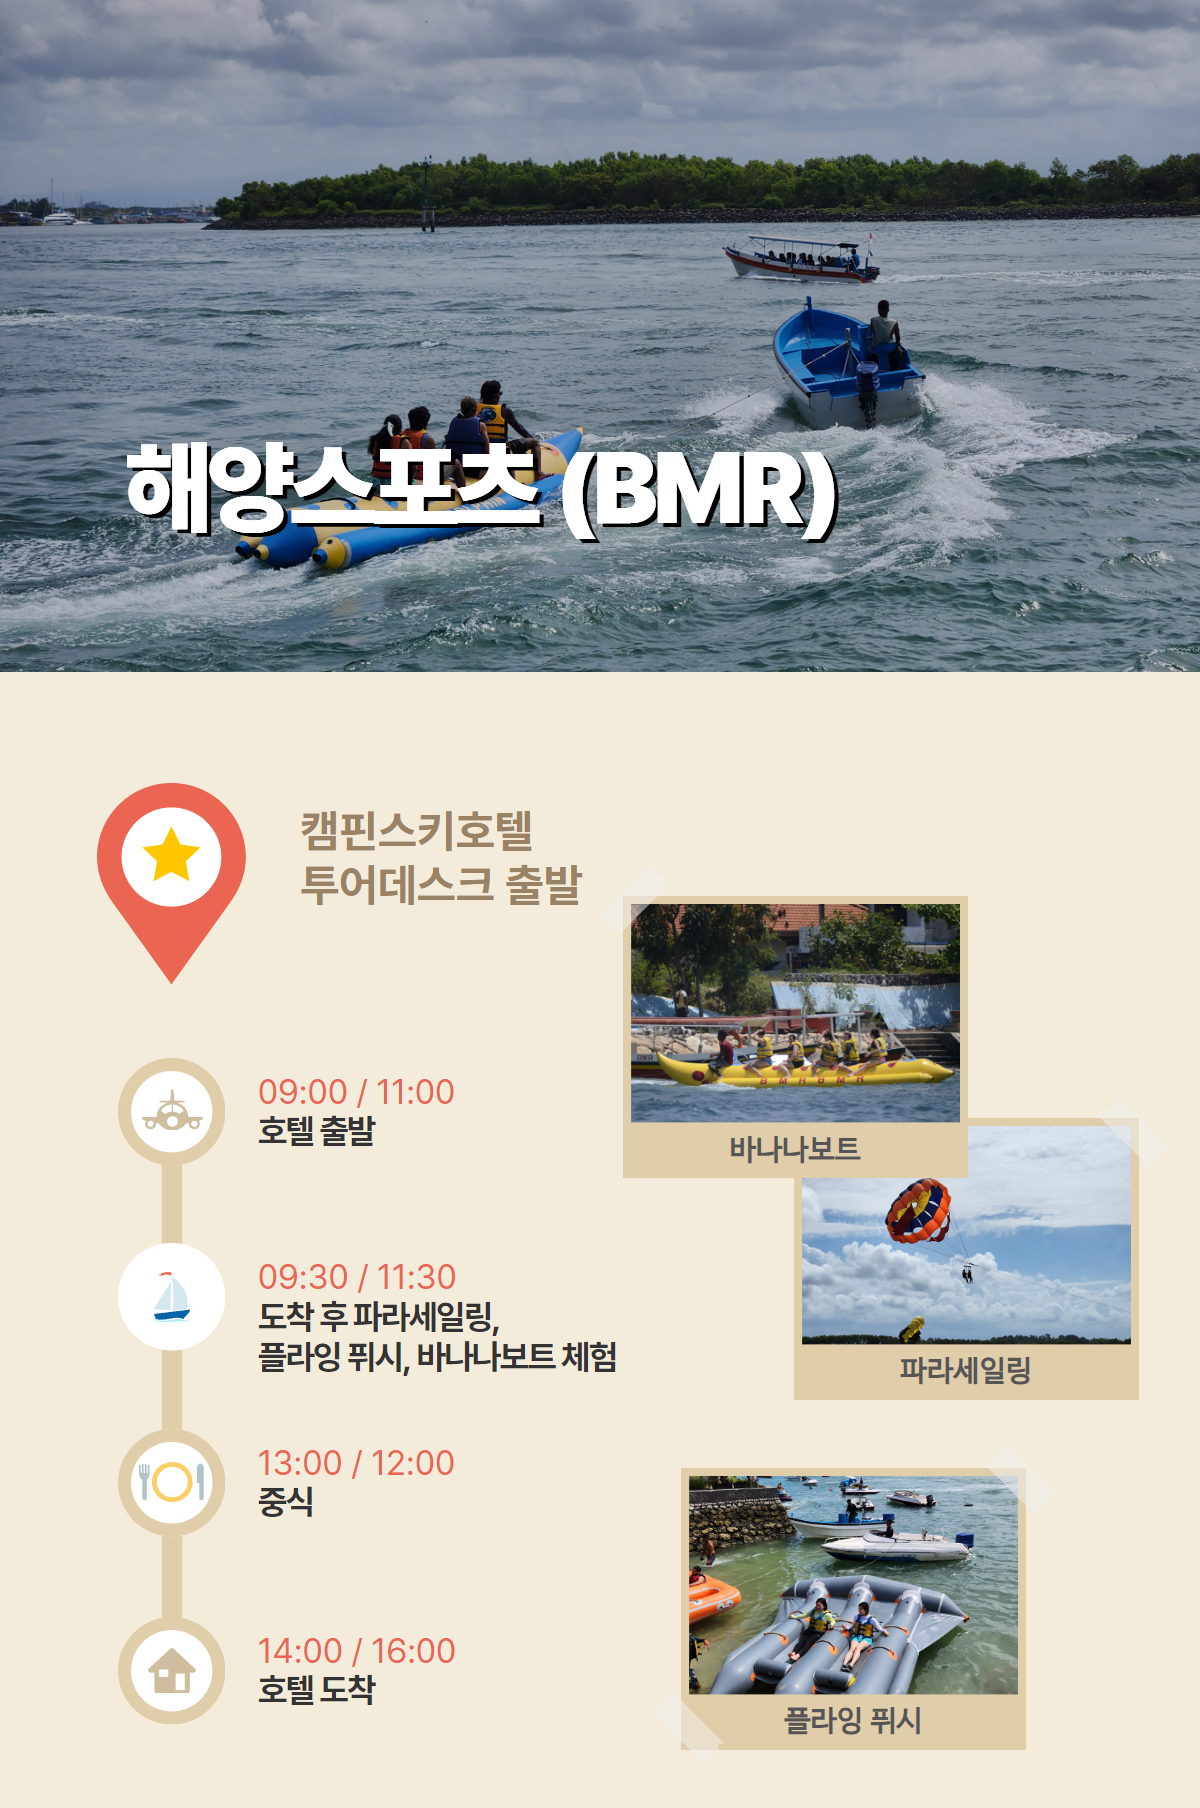 해양스포츠 (BMR)
캠핀스키호텔
투어데스크 출발
09:00 / 11:00
호텔 출발
09:30 / 11:30
도착 후 파라세일링,
플라잉 퓌시, 바나나보트 체험
13:00 / 12:00
중식
14:00 / 16:00
호텔 도착
BMR
B M R B M R
바나나보트
파라세일링
플라잉 퓌시